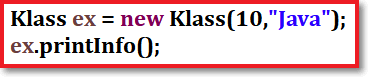 Klass ex = new Klass(10,"Java");
ex.printInfo();